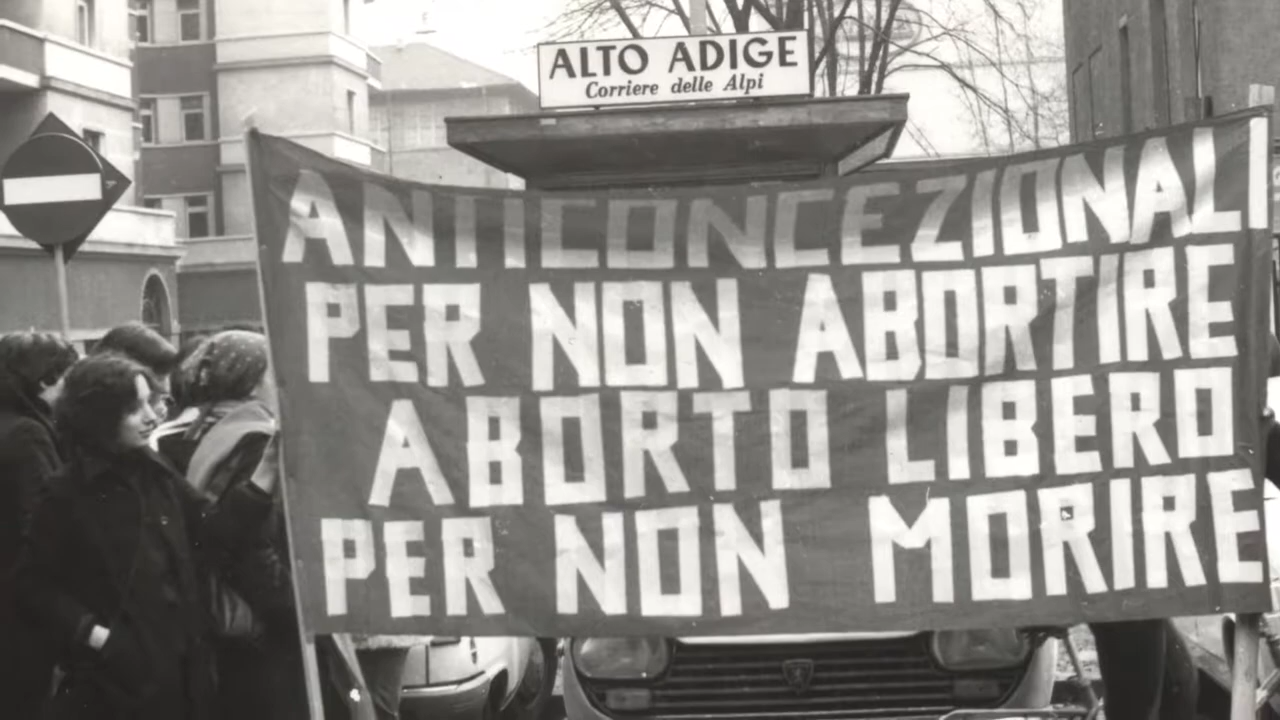 ALTO ADIGE
Corriere delle Alpi
ANTICONCEZIONALI
PER NON ABORTIRE
ABORTO LIBERO
PER NON MORIRE